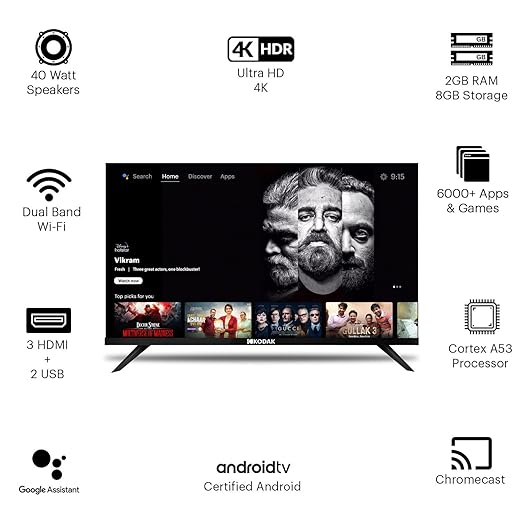 40 Watt
Speakers
4K HDR
Ultra HD
4K
GB
GB
2GB RAM
8GB Storage
Dual Band
Wi-Fi
6000+ Apps
& Games
Search Home Discover Apps 9:15
Disney+
hotstar
Vikram
Fresh | Three great actors, one blockbuster!
Watch now
Top picks for you
DOCTOR STRANGE
MULTIVERSE OF MADNESS
GUCCI
GULLAK 3
KODAK
3 HDMI
+
2 USB
Cortex A53
Processor
Google Assistant
androidtv
Certified Android
Chromecast